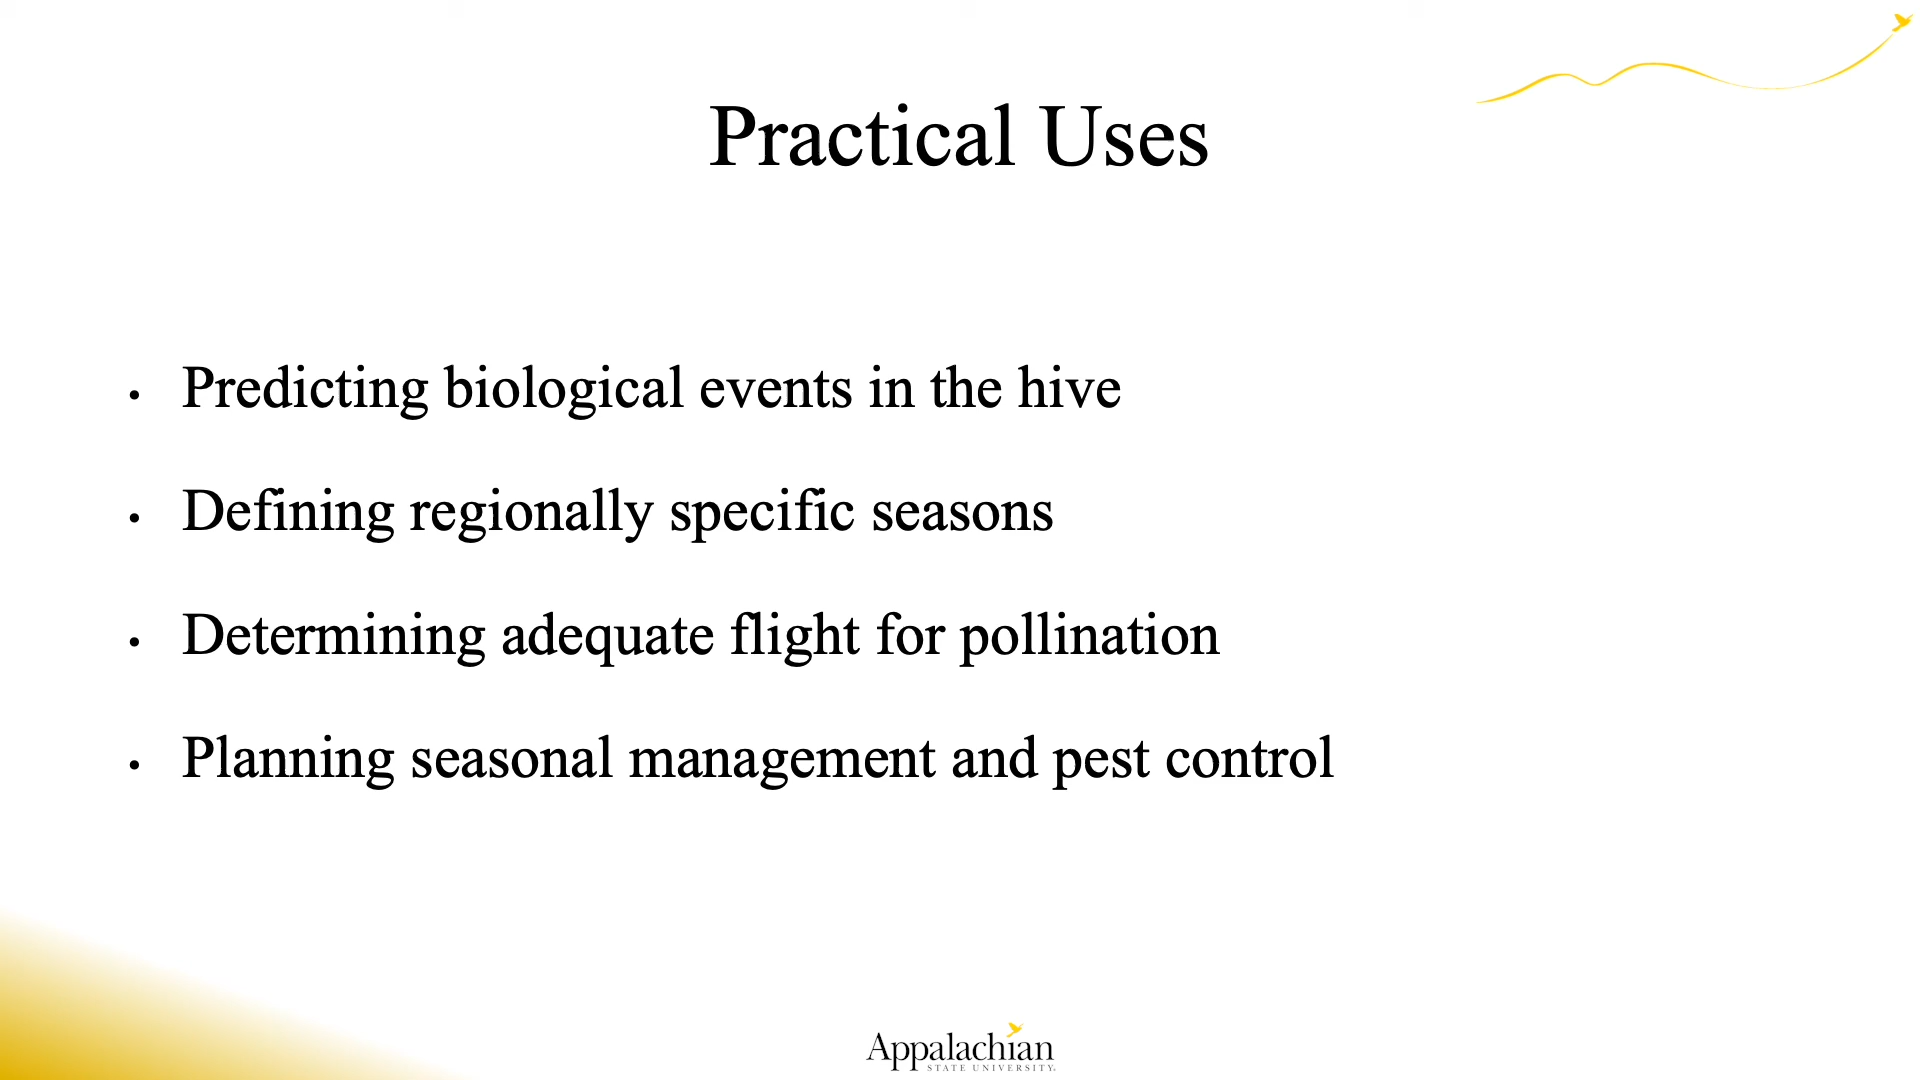 Practical Uses
• Predicting biological events in the hive
• Defining regionally specific seasons
• Determining adequate flight for pollination
• Planning seasonal management and pest control
Appalachian
STATE UNIVERSITY.